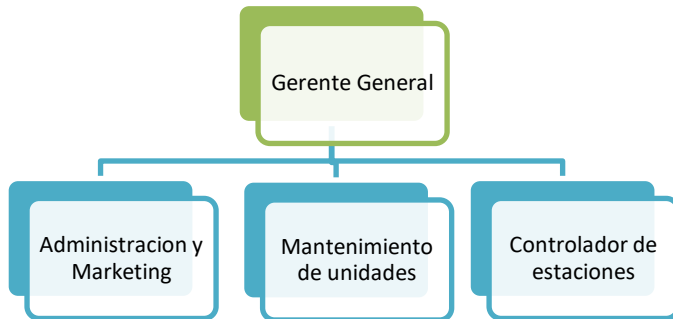 Gerente General
Administracion y
Marketing
Mantenimiento
de unidades
Controlador de
estaciones